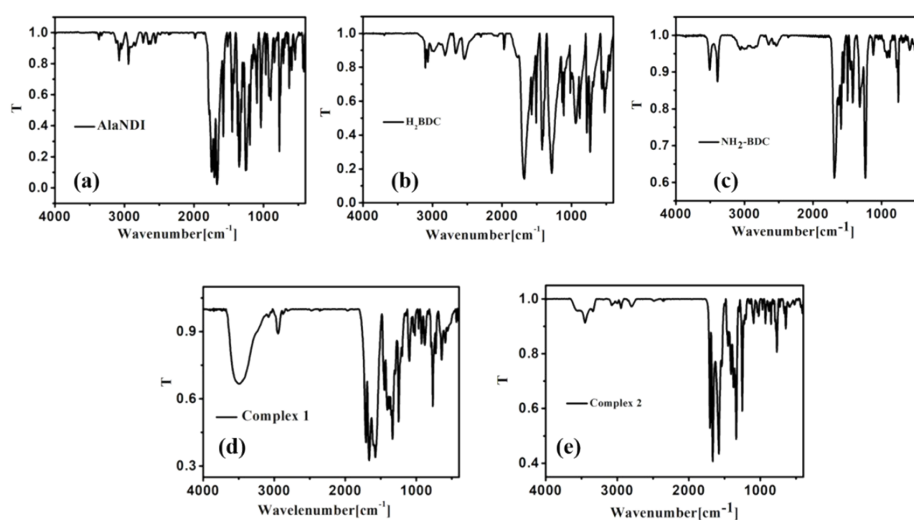 1.0
0.8
0.6
0.4
0.2
0.0
T
AlaNDI
(a)
4000 3000 2000 1000
Wavenumber[cm⁻¹]
1.0
0.8
0.6
0.4
0.2
0.0
T
H₂BDC
(b)
4000 3000 2000 1000
Wavenumber[cm⁻¹]
1.0
0.9
0.8
0.7
0.6
T
NH₂-BDC
(c)
4000 3000 2000 1000
Wavenumber[cm⁻¹]
0.9
0.6
0.3
T
Complex 1
(d)
4000 3000 2000 1000
Wavelenumber[cm⁻¹]
1.0
0.8
0.6
0.4
T
Complex 2
(e)
4000 3000 2000 1000
Wavenumber[cm⁻¹]